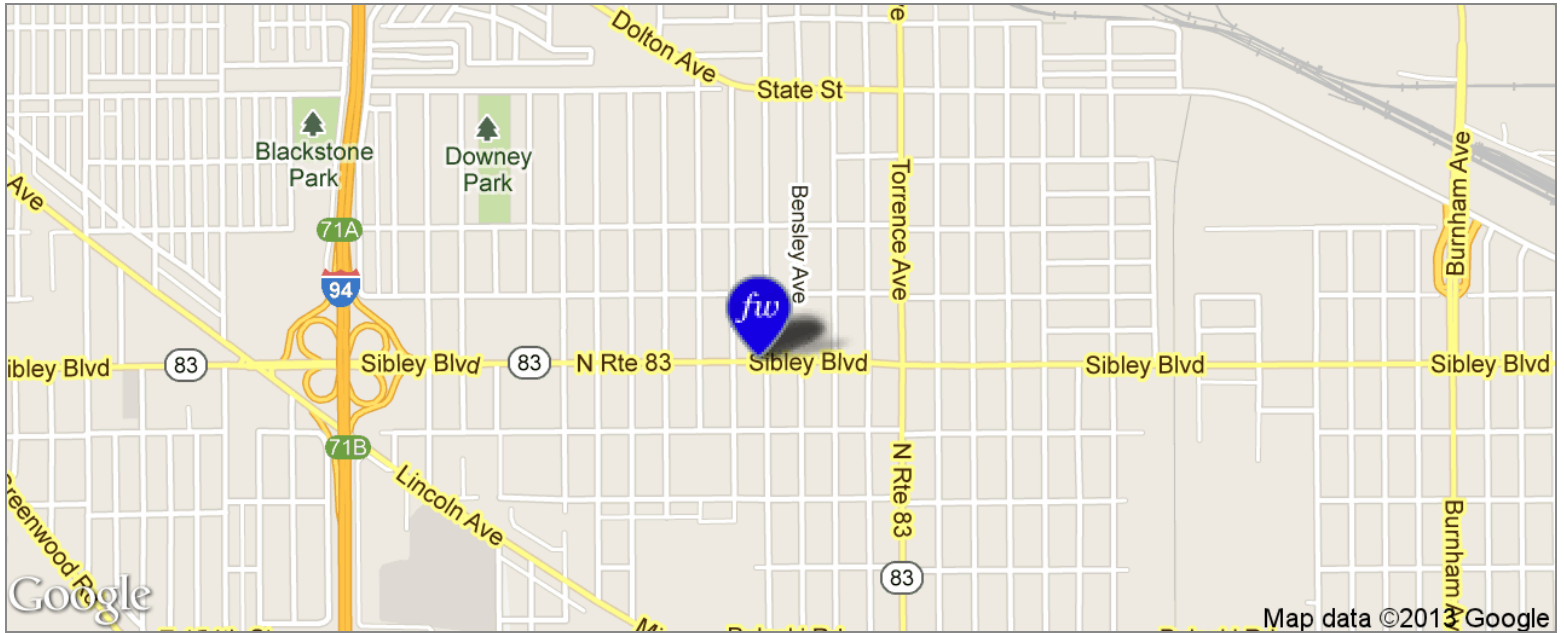 Dolton Ave
State St
Blackstone
Park
Downey
Park
Ave
Bensley Ave
Torrence Ave
Burnham Ave
71A
94
fw
ibley Blvd
83
Sibley Blvd
83
N Rte 83
Sibley Blvd
Sibley Blvd
Sibley Blvd
71B
Lincoln Ave
N Rte 83
83
Burnham A
Greenwood Rd
Google
Map data ©2013 Google